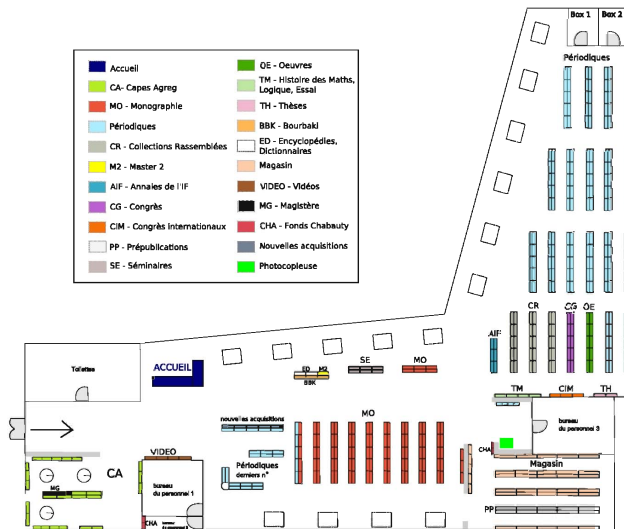 Box 1
Box 2
Périodiques
Accueil
CA- Capes Agreg
MO - Monographie
Périodiques
CR - Collections Rassemblées
M2 - Master 2
AIF - Annales de l'IF
CG - Congrès
CIM - Congrès internationaux
PP - Prépublications
SE - Séminaires
OE - Oeuvres
TM - Histoire des Maths,
Logique, Essai
TH - Thèses
BBK - Bourbaki
ED - Encyclopédies,
Dictionnaires
Magasin
VIDEO - Vidéos
MG - Magistère
CHA - Fonds Chabauty
Nouvelles acquisitions
Photocopieuse
CR
CG
OE
AIF
Toilettes
ACCUEIL
ED
M2
BBK
SE
MO
TM
CIM
TH
nouvelles acquisitions
MO
bureau
du personnel 3
VIDEO
CA
Périodiques
derniers n°
CHA
Magasin
MG
bureau
du personnel 1
PP
CHA